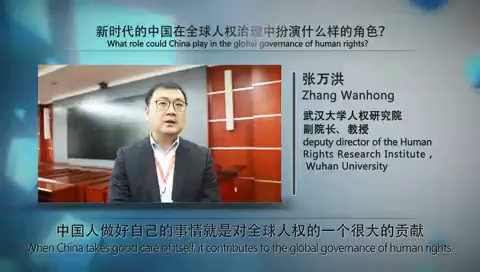 新时代的中国在全球人权治理中扮演什么样的角色?
What role could China play in the global governance of human rights?
张万洪
Zhang Wanhong
武汉大学人权研究院
副院长、教授
deputy director of the Human
Rights Research Institute ,
Wuhan University
中国人做好自己的事情就是对全球人权的一个很大的贡献
When China takes good care of itself, it contributes to the global governance of human rights.